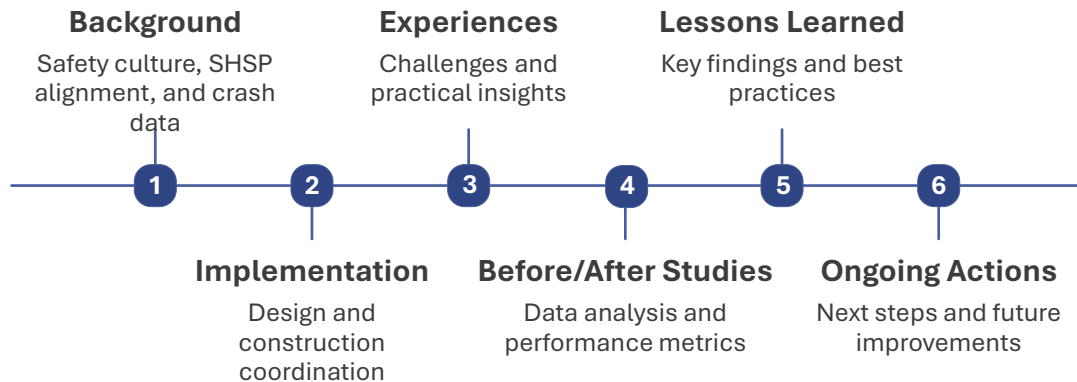 Background
Safety culture, SHSP
alignment, and crash
data
Experiences
Challenges and
practical insights
Lessons Learned
Key findings and best
practices
1
2
3
4
5
6
Implementation
Design and
construction
coordination
Before/After Studies
Data analysis and
performance metrics
Ongoing Actions
Next steps and future
improvements